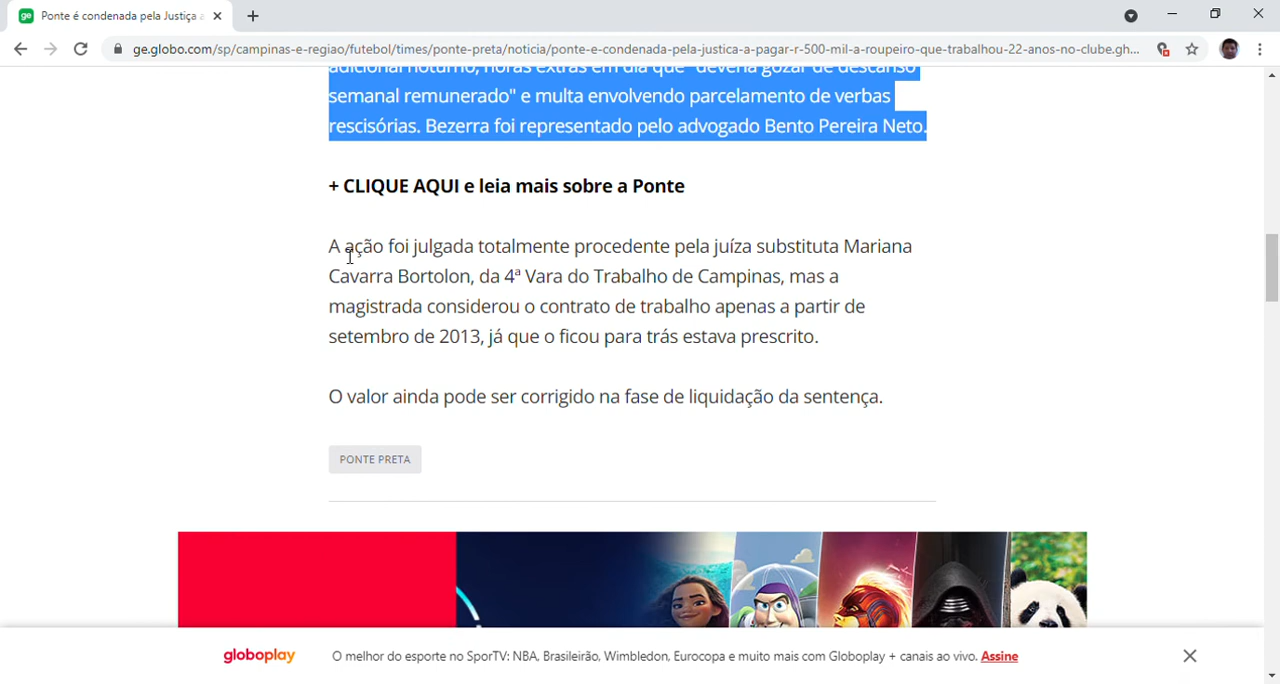 ge Ponte é condenada pela Justiça a
ge.globo.com/sp/campinas-e-regiao/futebol/times/ponte-preta/noticia/ponte-e-condenada-pela-justica-a-pagar-r-500-mil-a-roupeiro-que-trabalhou-22-anos-no-clube.gh...
adicional noturno, horas extras em dia que "deveria gozar de descanso
semanal remunerado" e multa envolvendo parcelamento de verbas
rescisórias. Bezerra foi representado pelo advogado Bento Pereira Neto.
+ CLIQUE AQUI e leia mais sobre a Ponte
A ação foi julgada totalmente procedente pela juíza substituta Mariana
Cavarra Bortolon, da 4ª Vara do Trabalho de Campinas, mas a
magistrada considerou o contrato de trabalho apenas a partir de
setembro de 2013, já que o ficou para trás estava prescrito.
O valor ainda pode ser corrigido na fase de liquidação da sentença.
PONTE PRETA
globoplay O melhor do esporte no SporTV: NBA, Brasileirão, Wimbledon, Eurocopa e muito mais com Globoplay + canais ao vivo. Assine